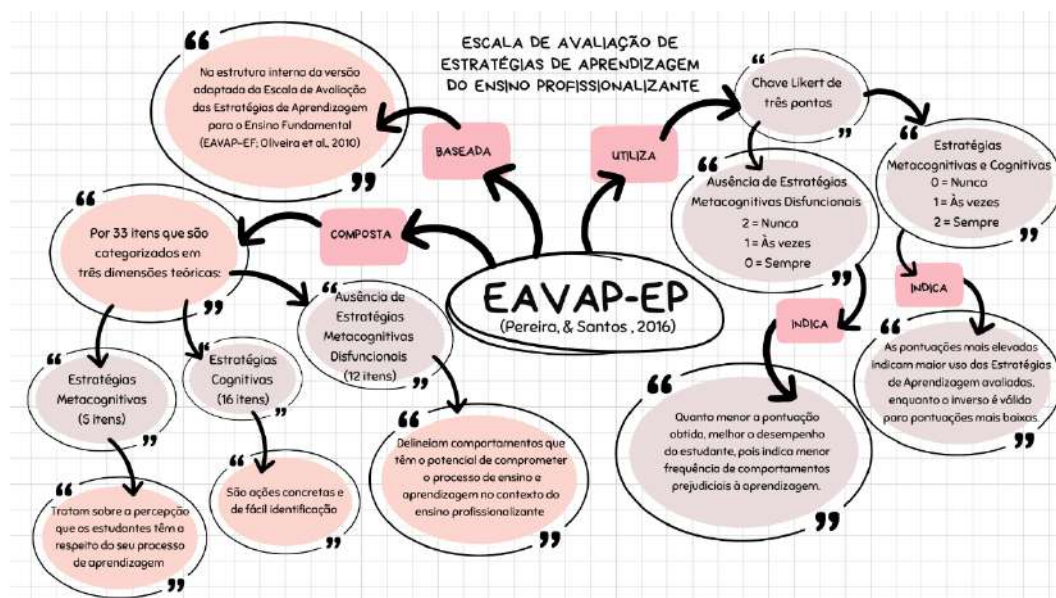 ESCALA DE AVALIAÇÃO DE
ESTRATÉGIAS DE APRENDIZAGEM
DO ENSINO PROFISSIONALIZANTE
EAVAP-EP
(Pereira, & Santos , 2016)
BASEADA
Na estrutura interna da versão
adaptada da Escala de Avaliação
das Estratégias de Aprendizagem
para o Ensino Fundamental
(EAVAP-EF; Oliveira et al., 2010)
COMPOSTA
Por 33 itens que são
categorizados em
três dimensões teóricas:
Estratégias
Metacognitivas
(5 itens)
Tratam sobre a percepção
que os estudantes têm a
respeito do seu processo
de aprendizagem
Estratégias
Cognitivas
(16 itens)
São ações concretas e
de fácil identificação
Ausência de
Estratégias
Metacognitivas
Disfuncionais
(12 itens)
Delineiam comportamentos que
têm o potencial de comprometer
o processo de ensino e
aprendizagem no contexto do
ensino profissionalizante
UTILIZA
Chave Likert de
três pontos
Ausência de Estratégias
Metacognitivas Disfuncionais
2 = Nunca
1 = Às vezes
0 = Sempre
INDICA
Quanto menor a pontuação
obtida, melhor o desempenho
do estudante, pois indica menor
frequência de comportamentos
prejudiciais à aprendizagem.
Estratégias
Metacognitivas e Cognitivas
0 = Nunca
1 = Às vezes
2 = Sempre
INDICA
As pontuações mais elevadas
indicam maior uso das Estratégias
de Aprendizagem avaliadas,
enquanto o inverso é válido
para pontuações mais baixas.